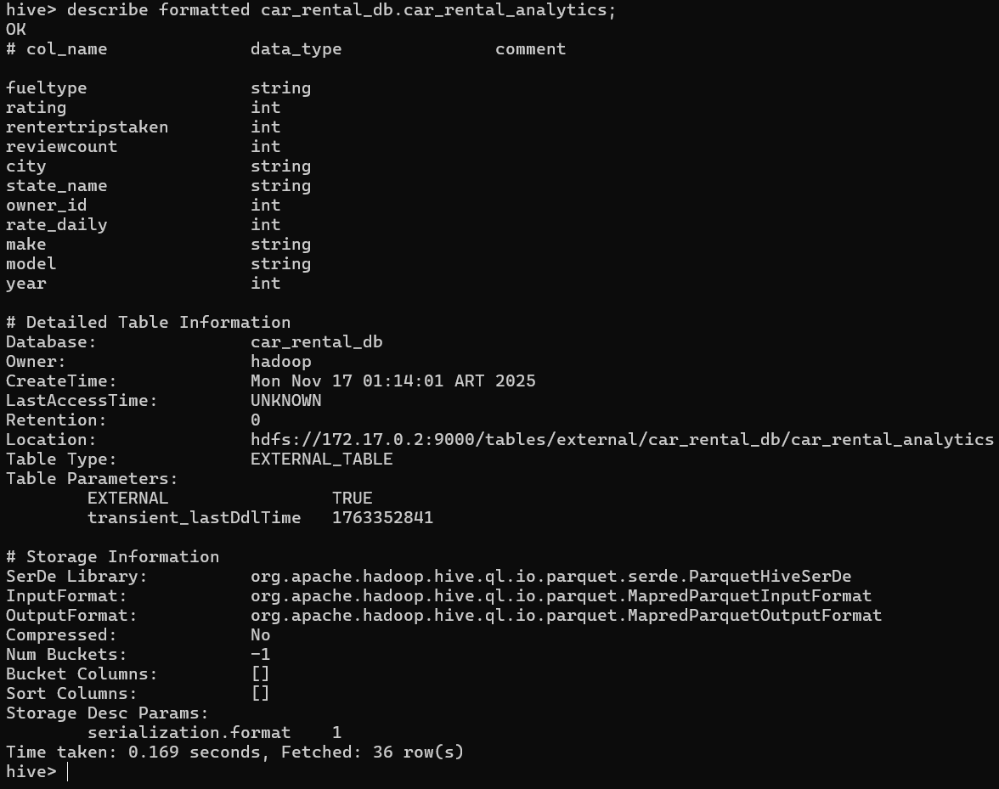 hive> describe formatted car_rental_db.car_rental_analytics;
OK
# col_name data_type comment
fueltype string
rating int
rentertripstaken int
reviewcount int
city string
state_name string
owner_id int
rate_daily int
make string
model string
year int
# Detailed Table Information
Database: car_rental_db
Owner: hadoop
CreateTime: Mon Nov 17 01:14:01 ART 2025
LastAccessTime: UNKNOWN
Retention: 0
Location: hdfs://172.17.0.2:9000/tables/external/car_rental_db/car_rental_analytics
Table Type: EXTERNAL_TABLE
Table Parameters:
EXTERNAL TRUE
transient_lastDdlTime 1763352841
# Storage Information
SerDe Library: org.apache.hadoop.hive.ql.io.parquet.serde.ParquetHiveSerDe
InputFormat: org.apache.hadoop.hive.ql.io.parquet.MapredParquetInputFormat
OutputFormat: org.apache.hadoop.hive.ql.io.parquet.MapredParquetOutputFormat
Compressed: No
Num Buckets: -1
Bucket Columns: []
Sort Columns: []
Storage Desc Params:
serialization.format 1
Time taken: 0.169 seconds, Fetched: 36 row(s)
hive>